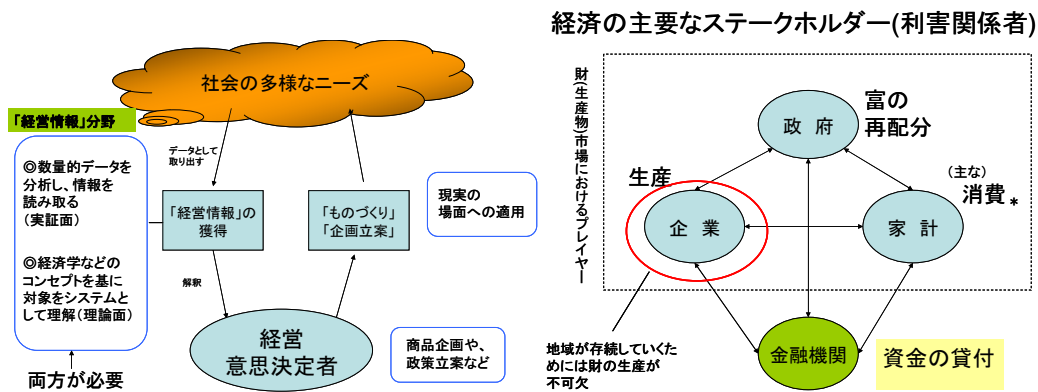 社会の多様なニーズ
「経営情報」分野
◎数量的データを
分析し、情報を
読み取る
(実証面)
◎経済学などの
コンセプトを基に
対象をシステムと
して理解(理論面)
両方が必要
データとして
取り出す
「経営情報」の
獲得
「ものづくり」
「企画立案」
現実の
場面への適用
解釈
経営
意思決定者
商品企画や、
政策立案など
経済の主要なステークホルダー(利害関係者)
財(生産物)市場におけるプレイヤー
政 府
富の
再配分
生産
企 業
(主な)
消費*
家 計
地域が存続していくた
めには財の生産が
不可欠
金融機関
資金の貸付